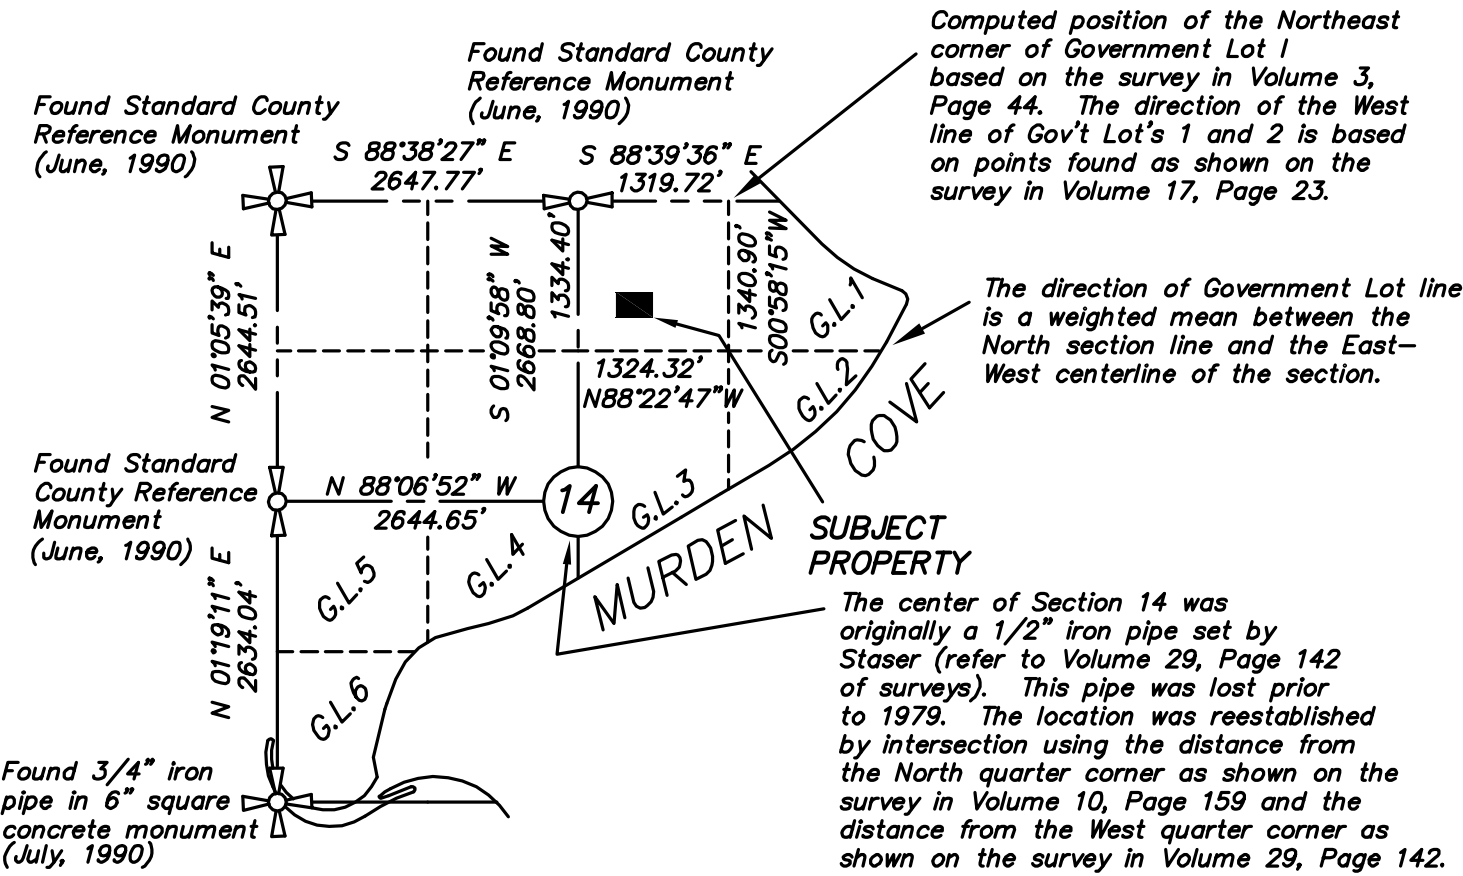 Computed position of the Northeast
corner of Government Lot 1
based on the survey in Volume 3,
Page 44. The direction of the West
line of Gov't Lot's 1 and 2 is based
on points found as shown on the
survey in Volume 17, Page 23.
Found Standard County
Reference Monument
(June, 1990)
Found Standard County
Reference Monument
(June, 1990)
S 88°38'27" E
2647.77'
S 88°39'36" E
1319.72'
N 01°05'39" E
2644.51'
S 01°09'58" W
2668.80'
1334.40'
1340.90'
S00°58'15"W
G.L.1
The direction of Government Lot line
is a weighted mean between the
North section line and the East-
West centerline of the section.
1324.32'
N88°22'47"W
G.L.2
COVE
Found Standard
County Reference
Monument
(June, 1990)
N 88°06'52" W
2644.65'
14
G.L.3
MURDEN
SUBJECT
PROPERTY
G.L.4
G.L.5
N 01°19'11" E
2634.04'
G.L.6
The center of Section 14 was
originally a 1/2" iron pipe set by
Staser (refer to Volume 29, Page 142
of surveys). This pipe was lost prior
to 1979. The location was reestablished
by intersection using the distance from
the North quarter corner as shown on the
survey in Volume 10, Page 159 and the
distance from the West quarter corner as
shown on the survey in Volume 29, Page 142.
Found 3/4" iron
pipe in 6" square
concrete monument
(July, 1990)